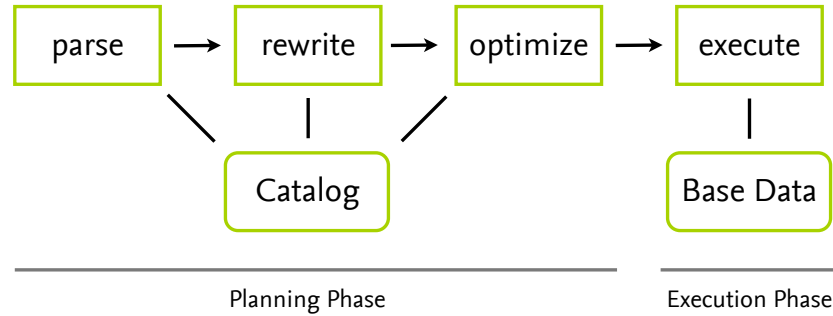 parse
rewrite
optimize
execute
Catalog
Base Data
Planning Phase
Execution Phase